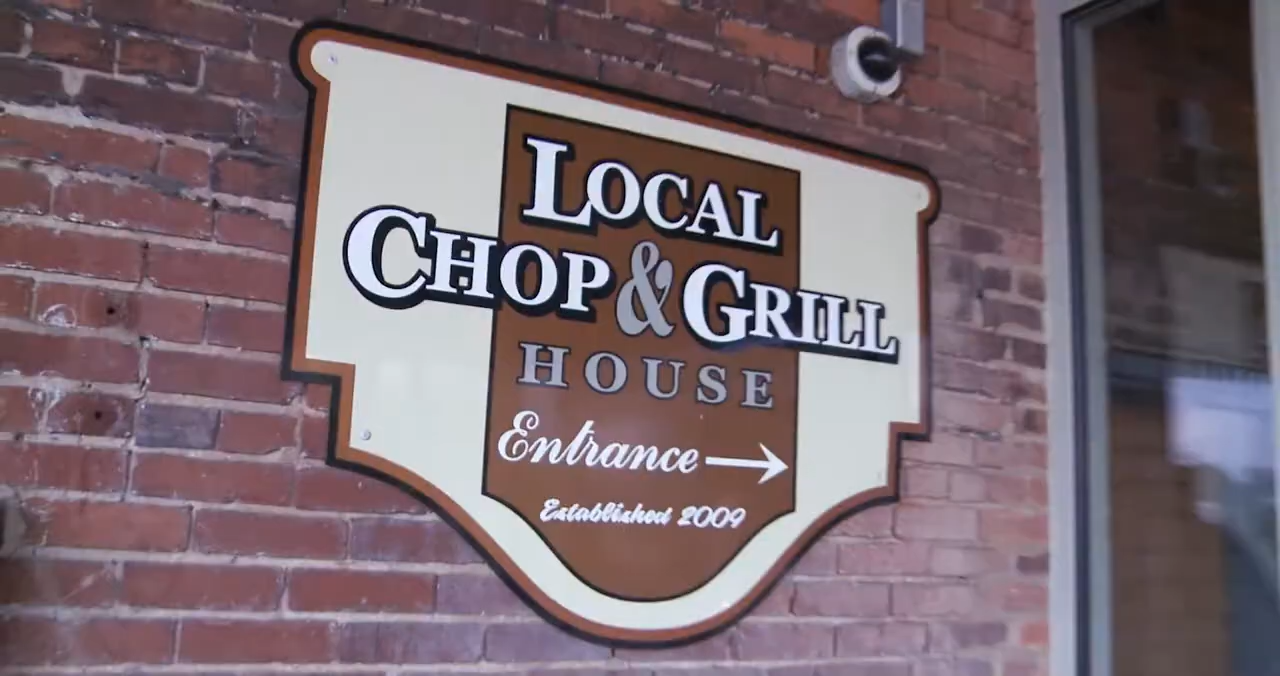 LOCAL
CHOP & GRILL
HOUSE
Entrance →
Established 2009